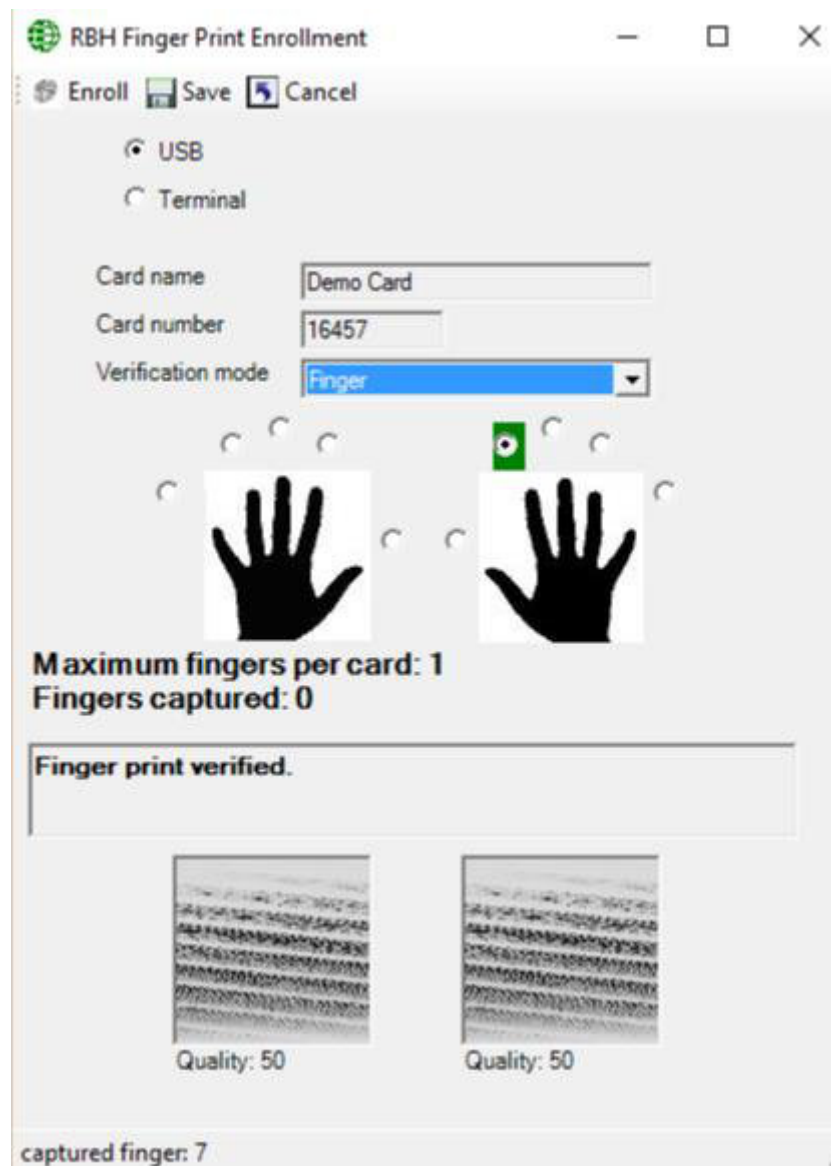 RBH Finger Print Enrollment
Enroll Save Cancel
USB
Terminal
Card name Demo Card
Card number 16457
Verification mode Finger
Maximum fingers per card: 1
Fingers captured: 0
Finger print verified.
Quality: 50 Quality: 50
captured finger: 7